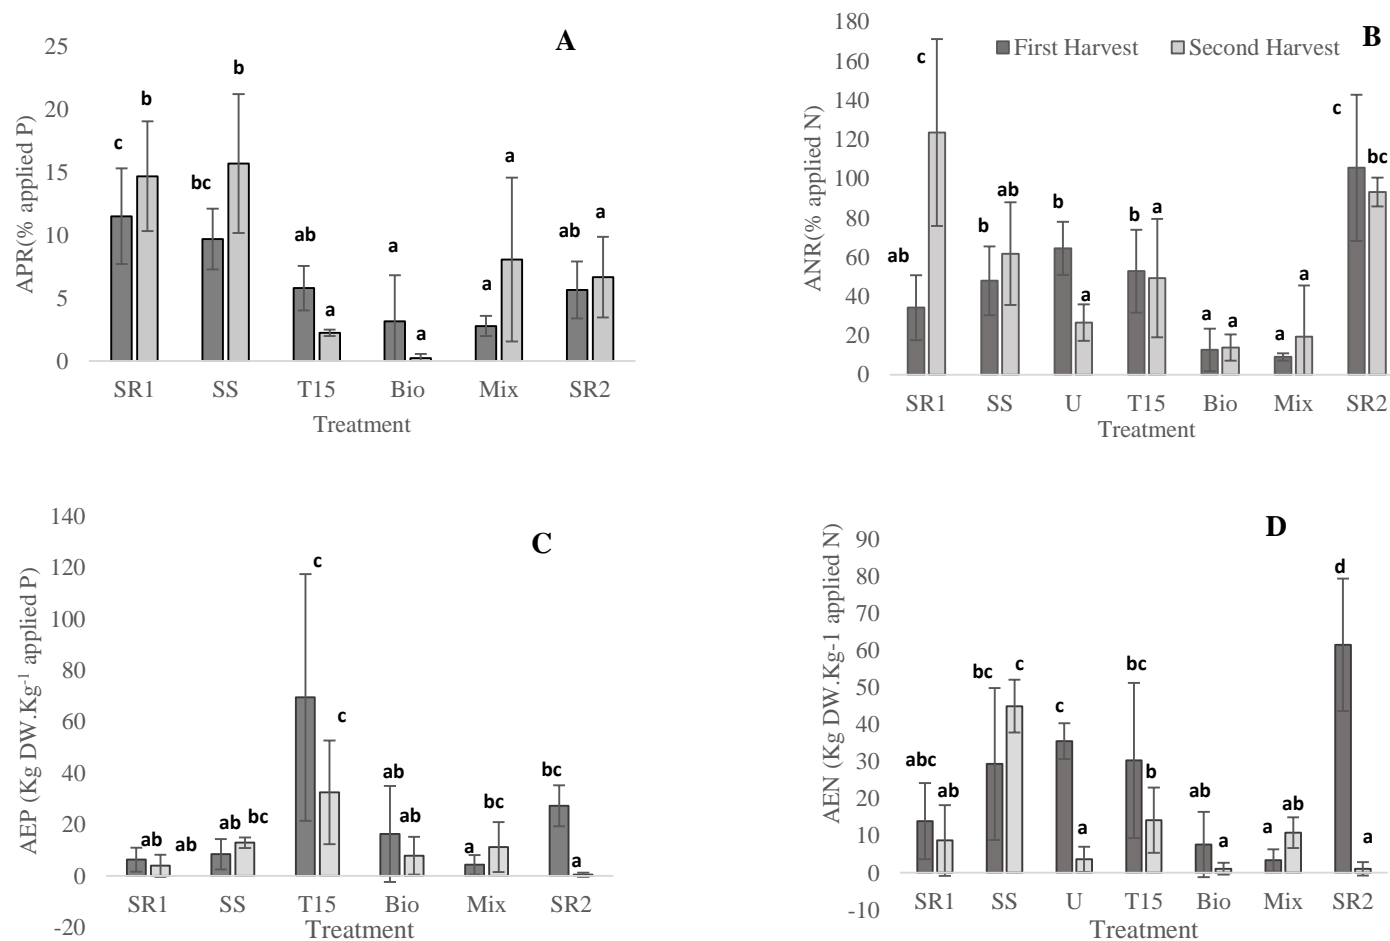 A
APR(% applied P)
25
20
15
10
5
0
c
b
bc
b
ab
a
a
a
a
a
ab
a
SR1 SS T15 Bio Mix SR2
Treatment
B
First Harvest Second Harvest
ANR(% applied N)
180
160
140
120
100
80
60
40
20
0
ab
c
b
ab
b
a
b
a
a
a
a
a
c
bc
SR1 SS U T15 Bio Mix SR2
Treatment
C
AEP (Kg DW.Kg-1 applied P)
140
120
100
80
60
40
20
0
-20
ab
ab
ab
bc
c
c
ab
ab
a
bc
bc
a
SR1 SS T15 Bio Mix SR2
Treatment
D
AEN (Kg DW.Kg-1 applied N)
90
80
70
60
50
40
30
20
10
0
-10
abc
ab
bc
c
c
a
bc
b
ab
a
a
ab
d
a
SR1 SS U T15 Bio Mix SR2
Treatment